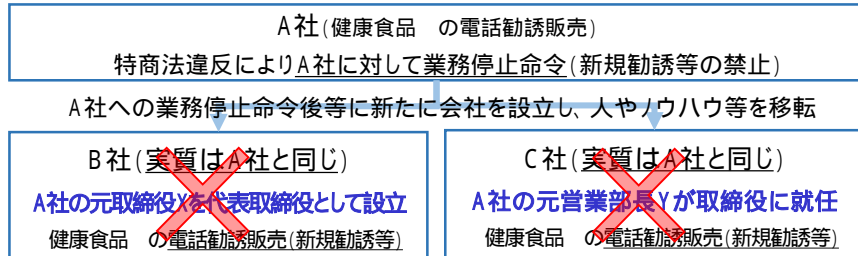 A社(健康食品　の電話勧誘販売)
特商法違反によりA社に対して業務停止命令(新規勧誘等の禁止)
A社への業務停止命令後等に新たに会社を設立し、人やノウハウ等を移転
B社(実質はA社と同じ)
A社の元取締役Xを代表取締役として設立
健康食品　の電話勧誘販売(新規勧誘等)
C社(実質はA社と同じ)
A社の元営業部長Yが取締役に就任
健康食品　の電話勧誘販売(新規勧誘等)